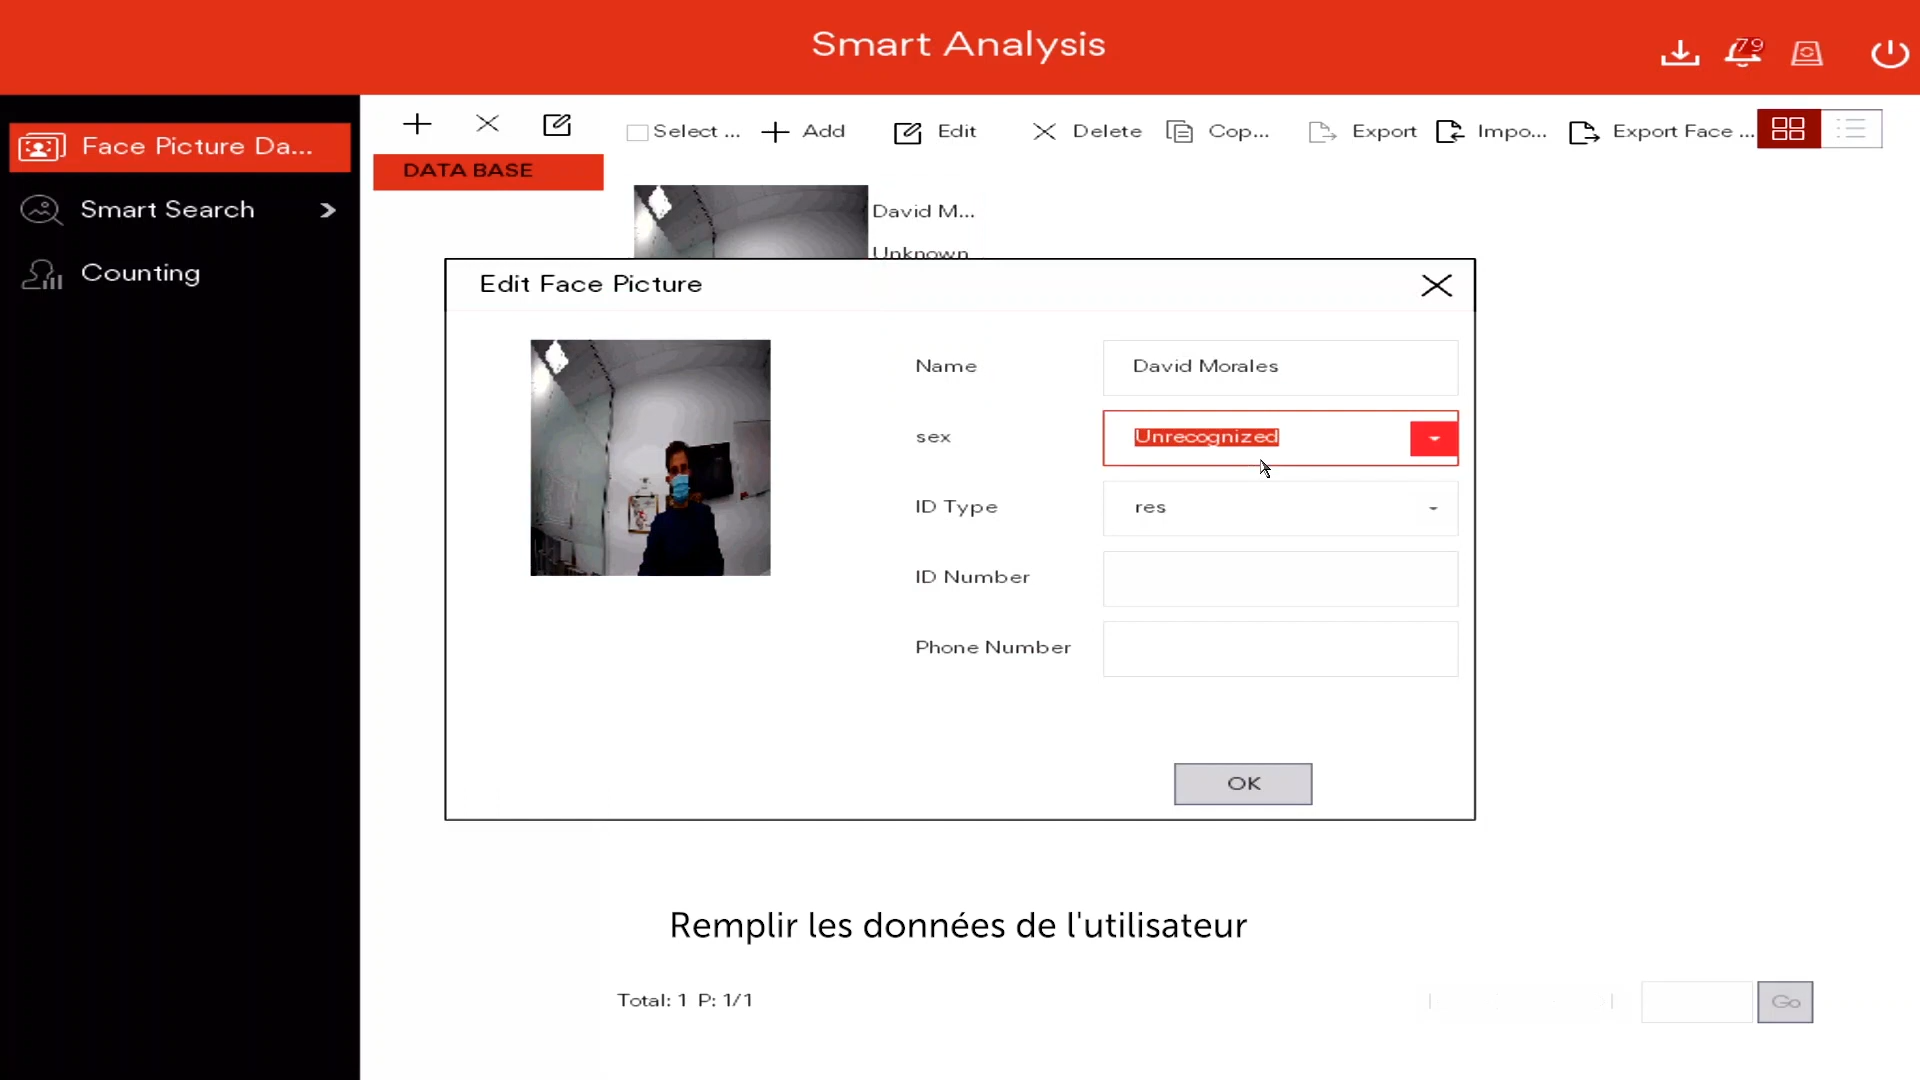 Smart Analysis
79
Face Picture Da...
Smart Search
Counting
DATA BASE
Select ...
Add
Edit
Delete
Cop...
Export
Impo...
Export Face ...
David M...
Unknown
Edit Face Picture
Name
David Morales
sex
Unrecognized
ID Type
res
ID Number
Phone Number
OK
Remplir les données de l'utilisateur
Total: 1 P: 1/1
Go